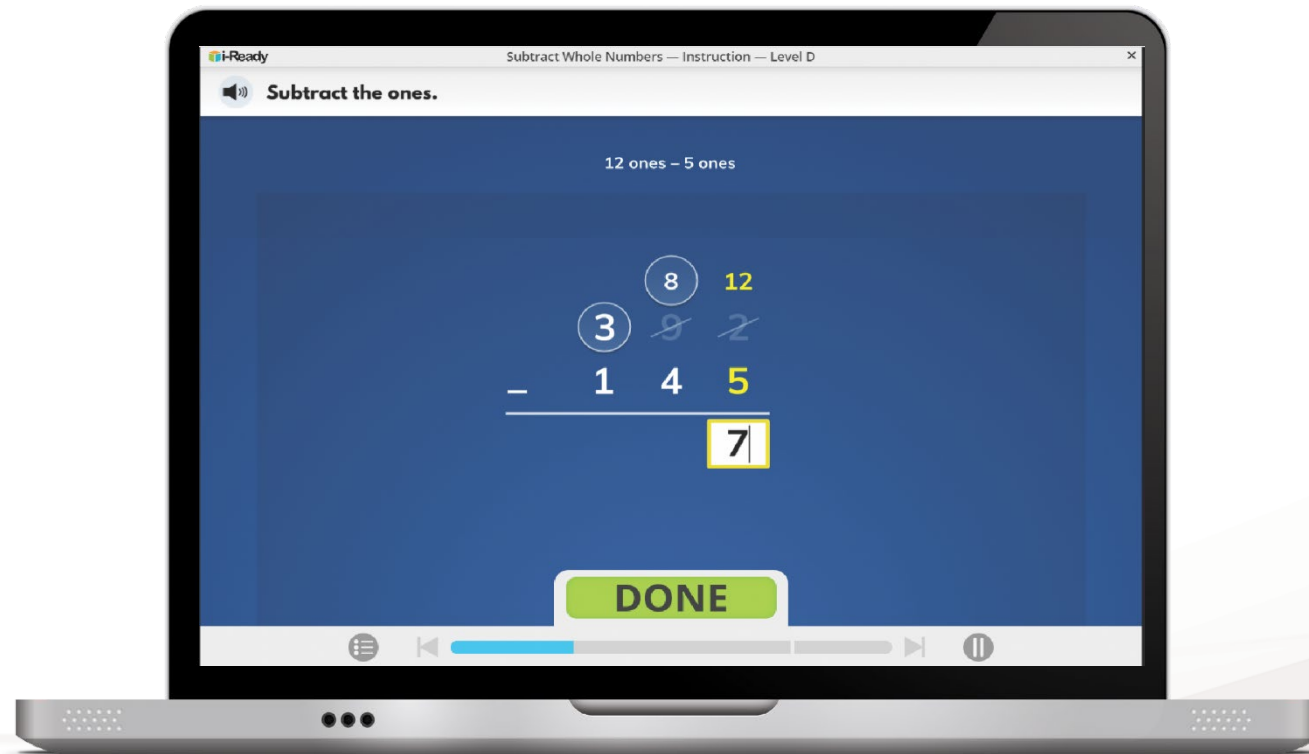 i-Ready
Subtract Whole Numbers — Instruction — Level D
×
Subtract the ones.
12 ones – 5 ones
8 12
3 9 2
– 1 4 5
7
DONE